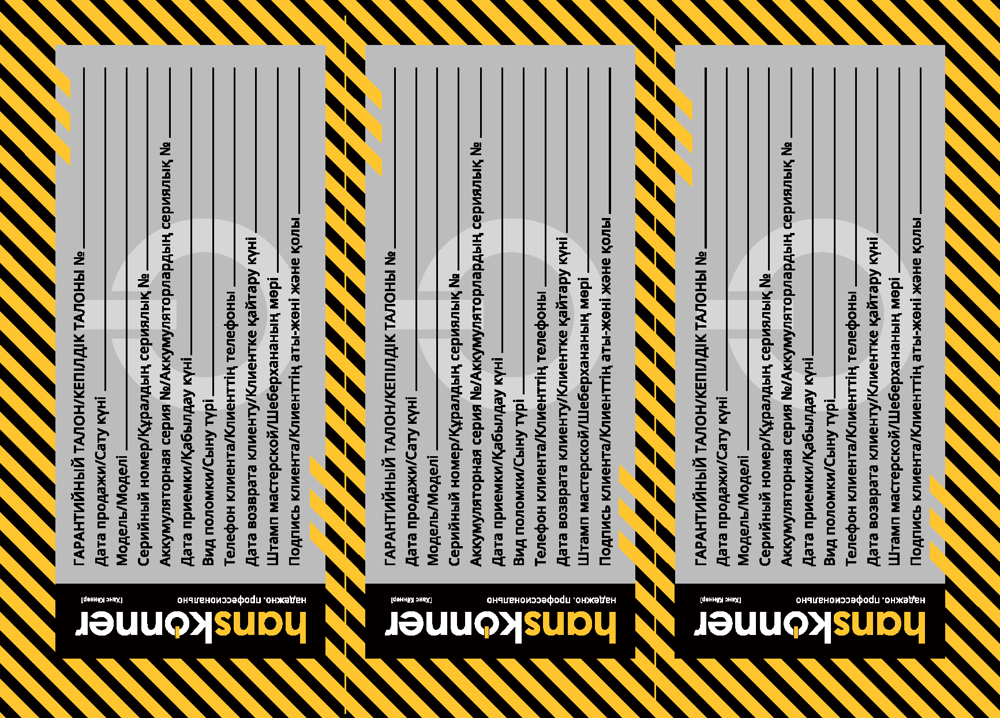 ГАРАНТИЙНЫЙ ТАЛОН/КЕПІЛДІК ТАЛОНЫ №
Дата продажи/Сату күні
Модель/Моделі
Серийный номер/Құралдың сериялық №
Аккумуляторная серия №/Аккумуляторлардың сериялық №
Дата приемки/Қабылдау күні
Вид поломки/Сыну түрі
Телефон клиента/Клиенттің телефоны
Дата возврата клиенту/Клиентке қайтару күні
Штамп мастерской/Шеберхананың мөрі
Подпись клиента/Клиенттің аты-жөні және қолы
hanskönner
надежно. профессионально
[Ханс Кённер]
ГАРАНТИЙНЫЙ ТАЛОН/КЕПІЛДІК ТАЛОНЫ №
Дата продажи/Сату күні
Модель/Моделі
Серийный номер/Құралдың сериялық №
Аккумуляторная серия №/Аккумуляторлардың сериялық №
Дата приемки/Қабылдау күні
Вид поломки/Сыну түрі
Телефон клиента/Клиенттің телефоны
Дата возврата клиенту/Клиентке қайтару күні
Штамп мастерской/Шеберхананың мөрі
Подпись клиента/Клиенттің аты-жөні және қолы
hanskönner
надежно. профессионально
[Ханс Кённер]
ГАРАНТИЙНЫЙ ТАЛОН/КЕПІЛДІК ТАЛОНЫ №
Дата продажи/Сату күні
Модель/Моделі
Серийный номер/Құралдың сериялық №
Аккумуляторная серия №/Аккумуляторлардың сериялық №
Дата приемки/Қабылдау күні
Вид поломки/Сыну түрі
Телефон клиента/Клиенттің телефоны
Дата возврата клиенту/Клиентке қайтару күні
Штамп мастерской/Шеберхананың мөрі
Подпись клиента/Клиенттің аты-жөні және қолы
hanskönner
надежно. профессионально
[Ханс Кённер]